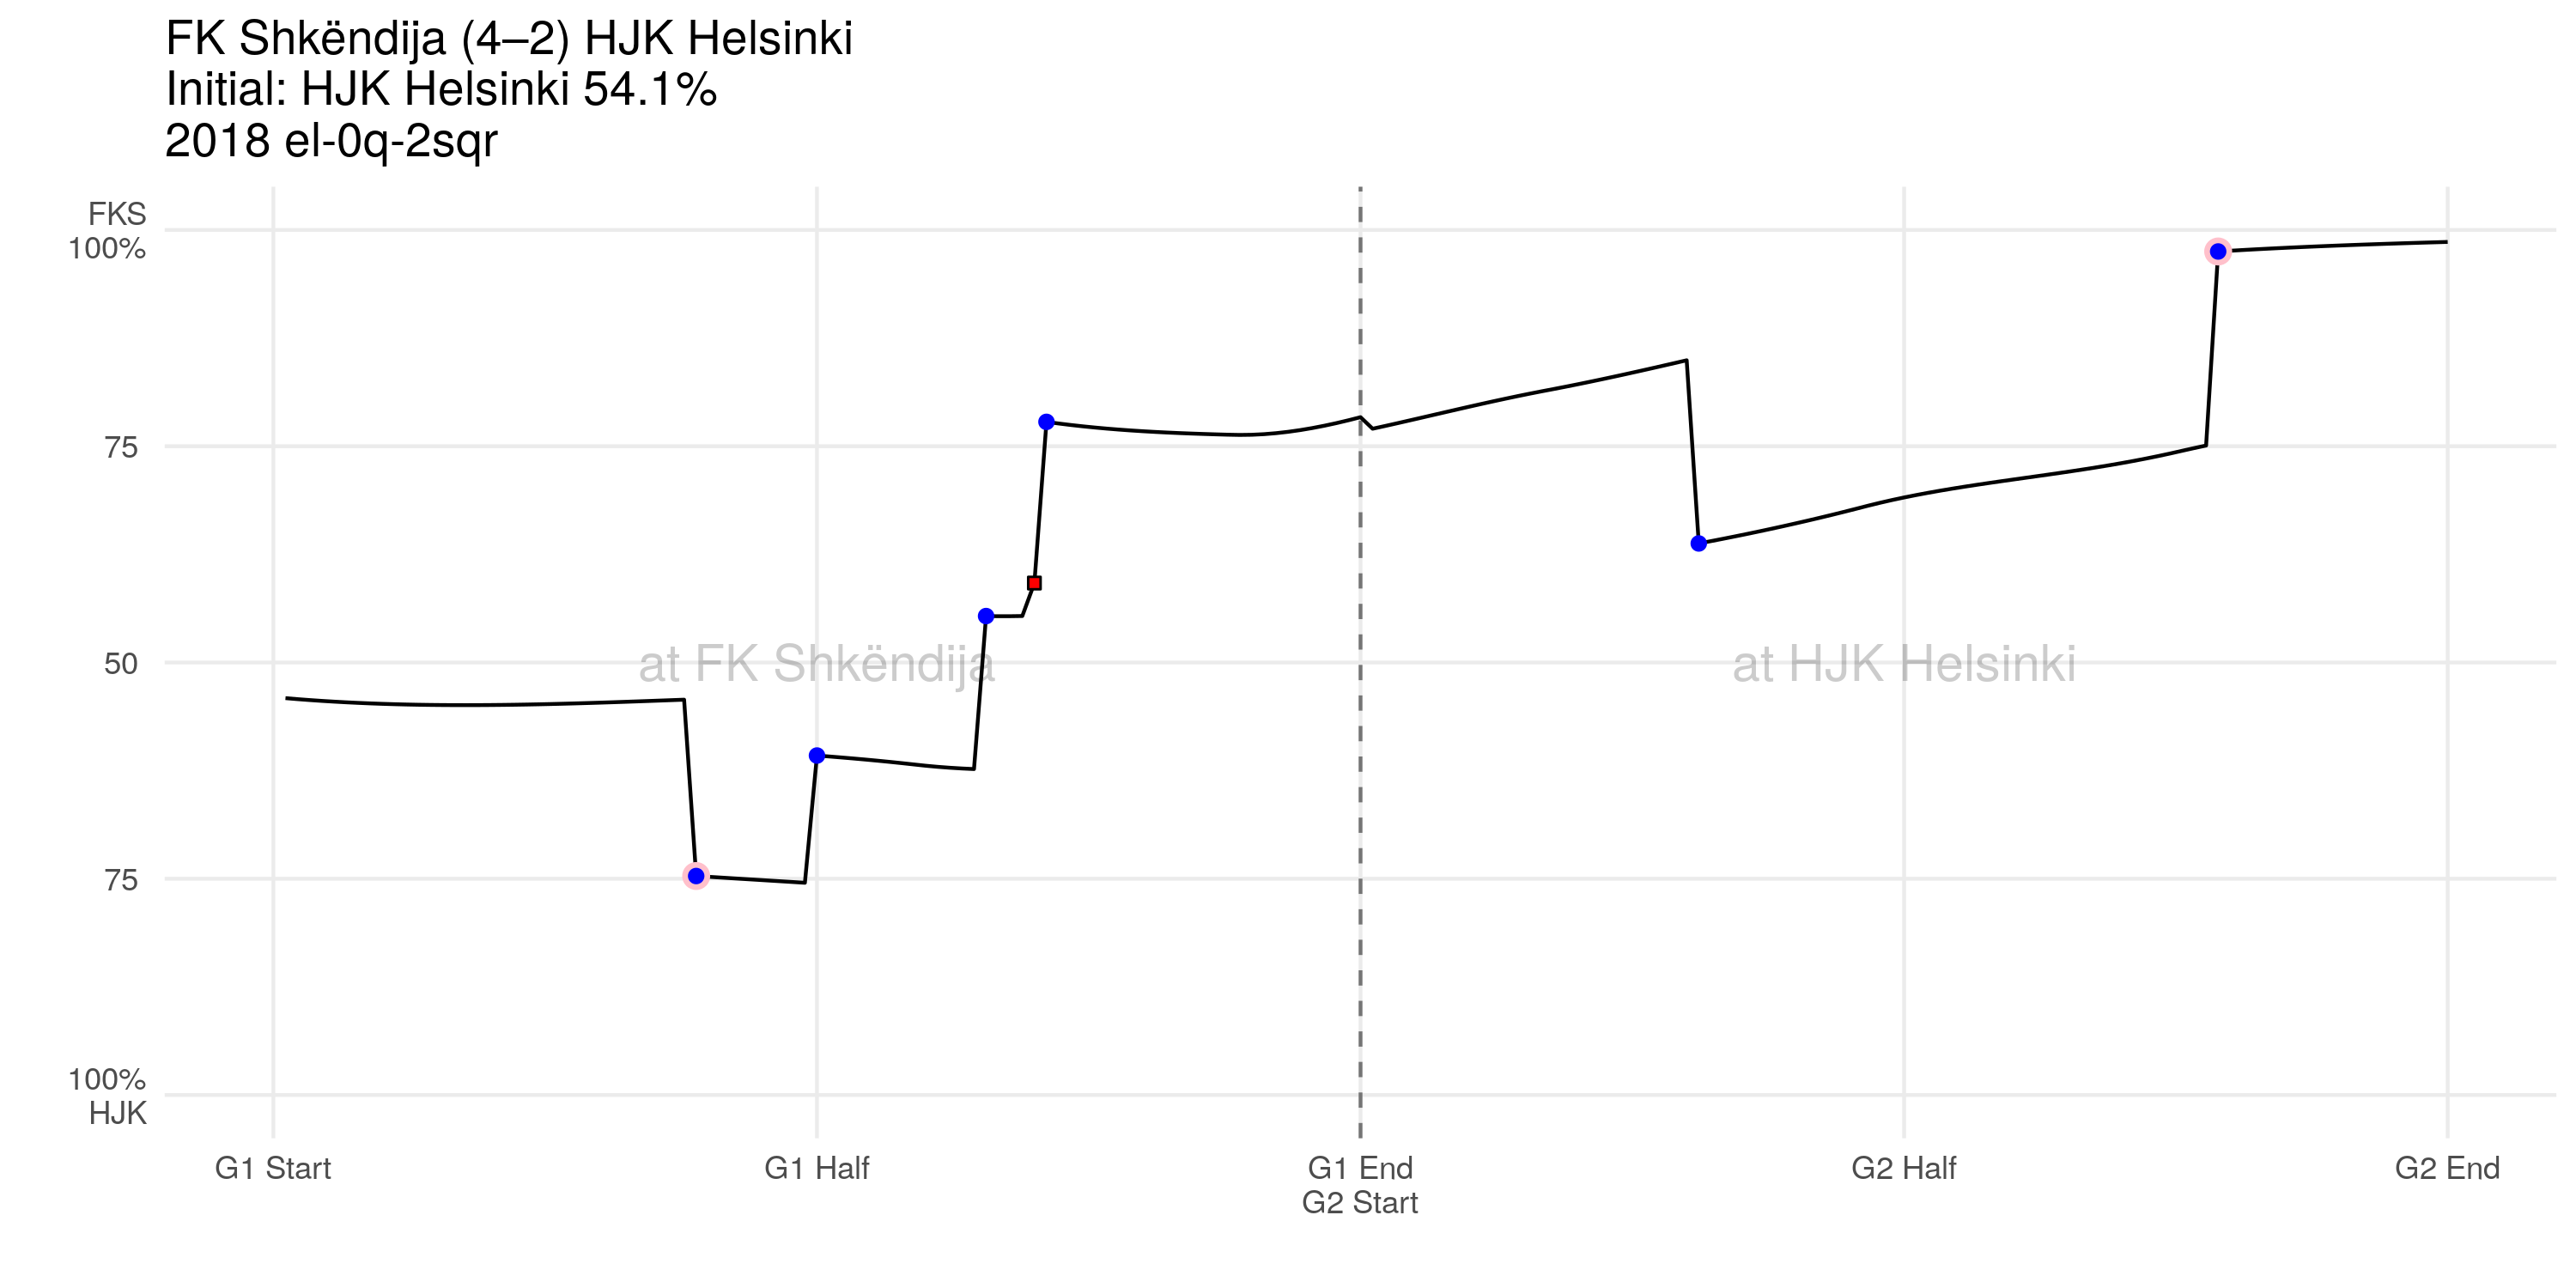 FK Shkëndija (4–2) HJK Helsinki
Initial: HJK Helsinki 54.1%
2018 el-0q-2sqr
FKS
100%
75
50
75
100%
HJK
at FK Shkëndija
at HJK Helsinki
G1 Start
G1 Half
G1 End
G2 Start
G2 Half
G2 End